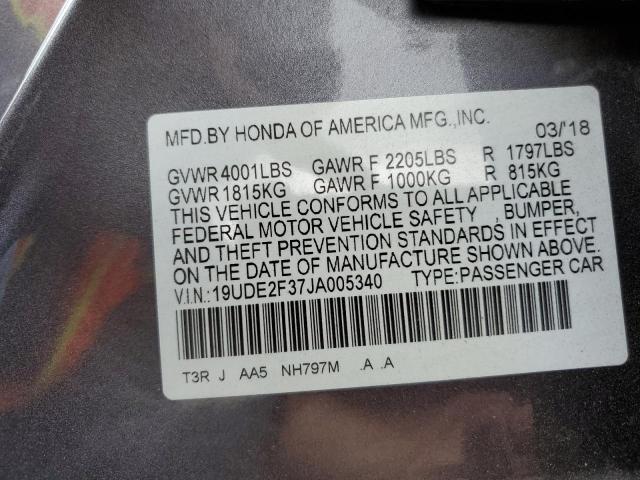 MFD.BY HONDA OF AMERICA MFG.,INC. 03/'18
GVWR 4001LBS GAWR F 2205LBS R 1797LBS
GVWR 1815KG GAWR F 1000KG R 815KG
THIS VEHICLE CONFORMS TO ALL APPLICABLE
FEDERAL MOTOR VEHICLE SAFETY , BUMPER,
AND THEFT PREVENTION STANDARDS IN EFFECT
ON THE DATE OF MANUFACTURE SHOWN ABOVE.
V.I.N.: 19UDE2F37JA005340 TYPE:PASSENGER CAR
T3R J AA5 NH797M .A .A